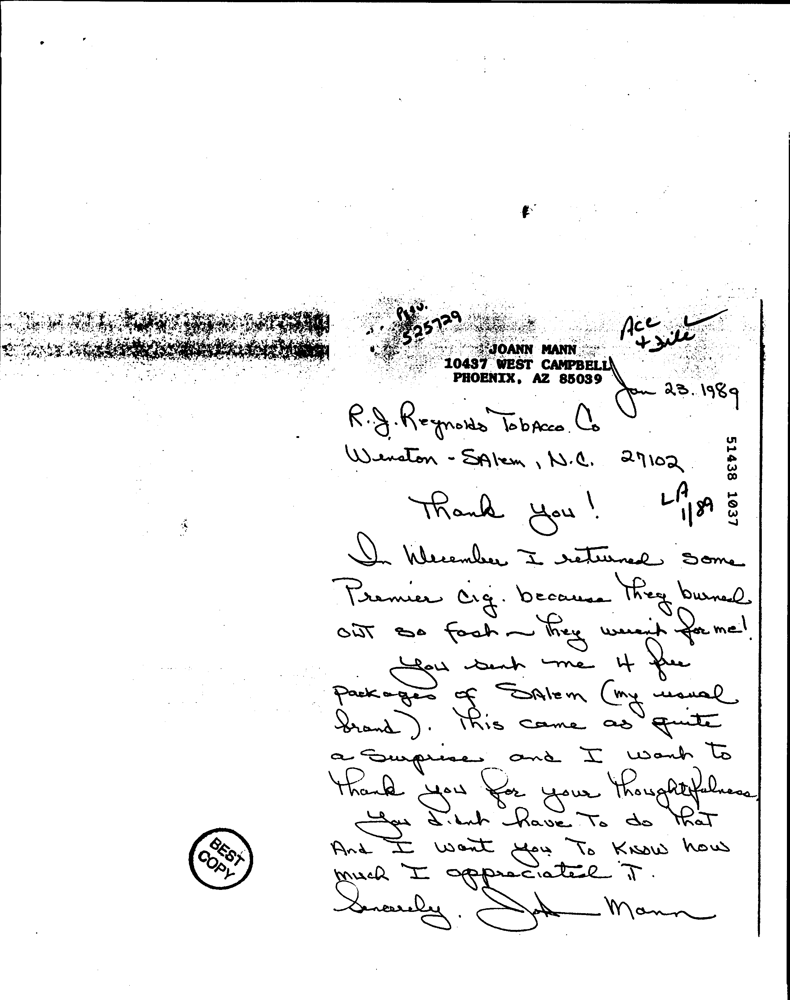 Prev.
525729
Acc
+ File
JOANN MANN
10437 WEST CAMPBELL
PHOENIX, AZ 85039
Jan 23. 1989
R.J. Reynolds Tobacco. Co
Winston - Salem, N.C. 27102
51438 1037
LA
1/89
Thank you!
In December I returned some
Premier cig. because they burned
out so fast ~ they weren't for me!
You sent me 4 free
packages of Salem (my usual
brand). This came as quite
a surprise and I want to
thank you for your thoughtfulness.
You didnt have to do that
And I want you to know how
much I appreciated it.
Sincerely. JoAnn Mann
BEST
COPY